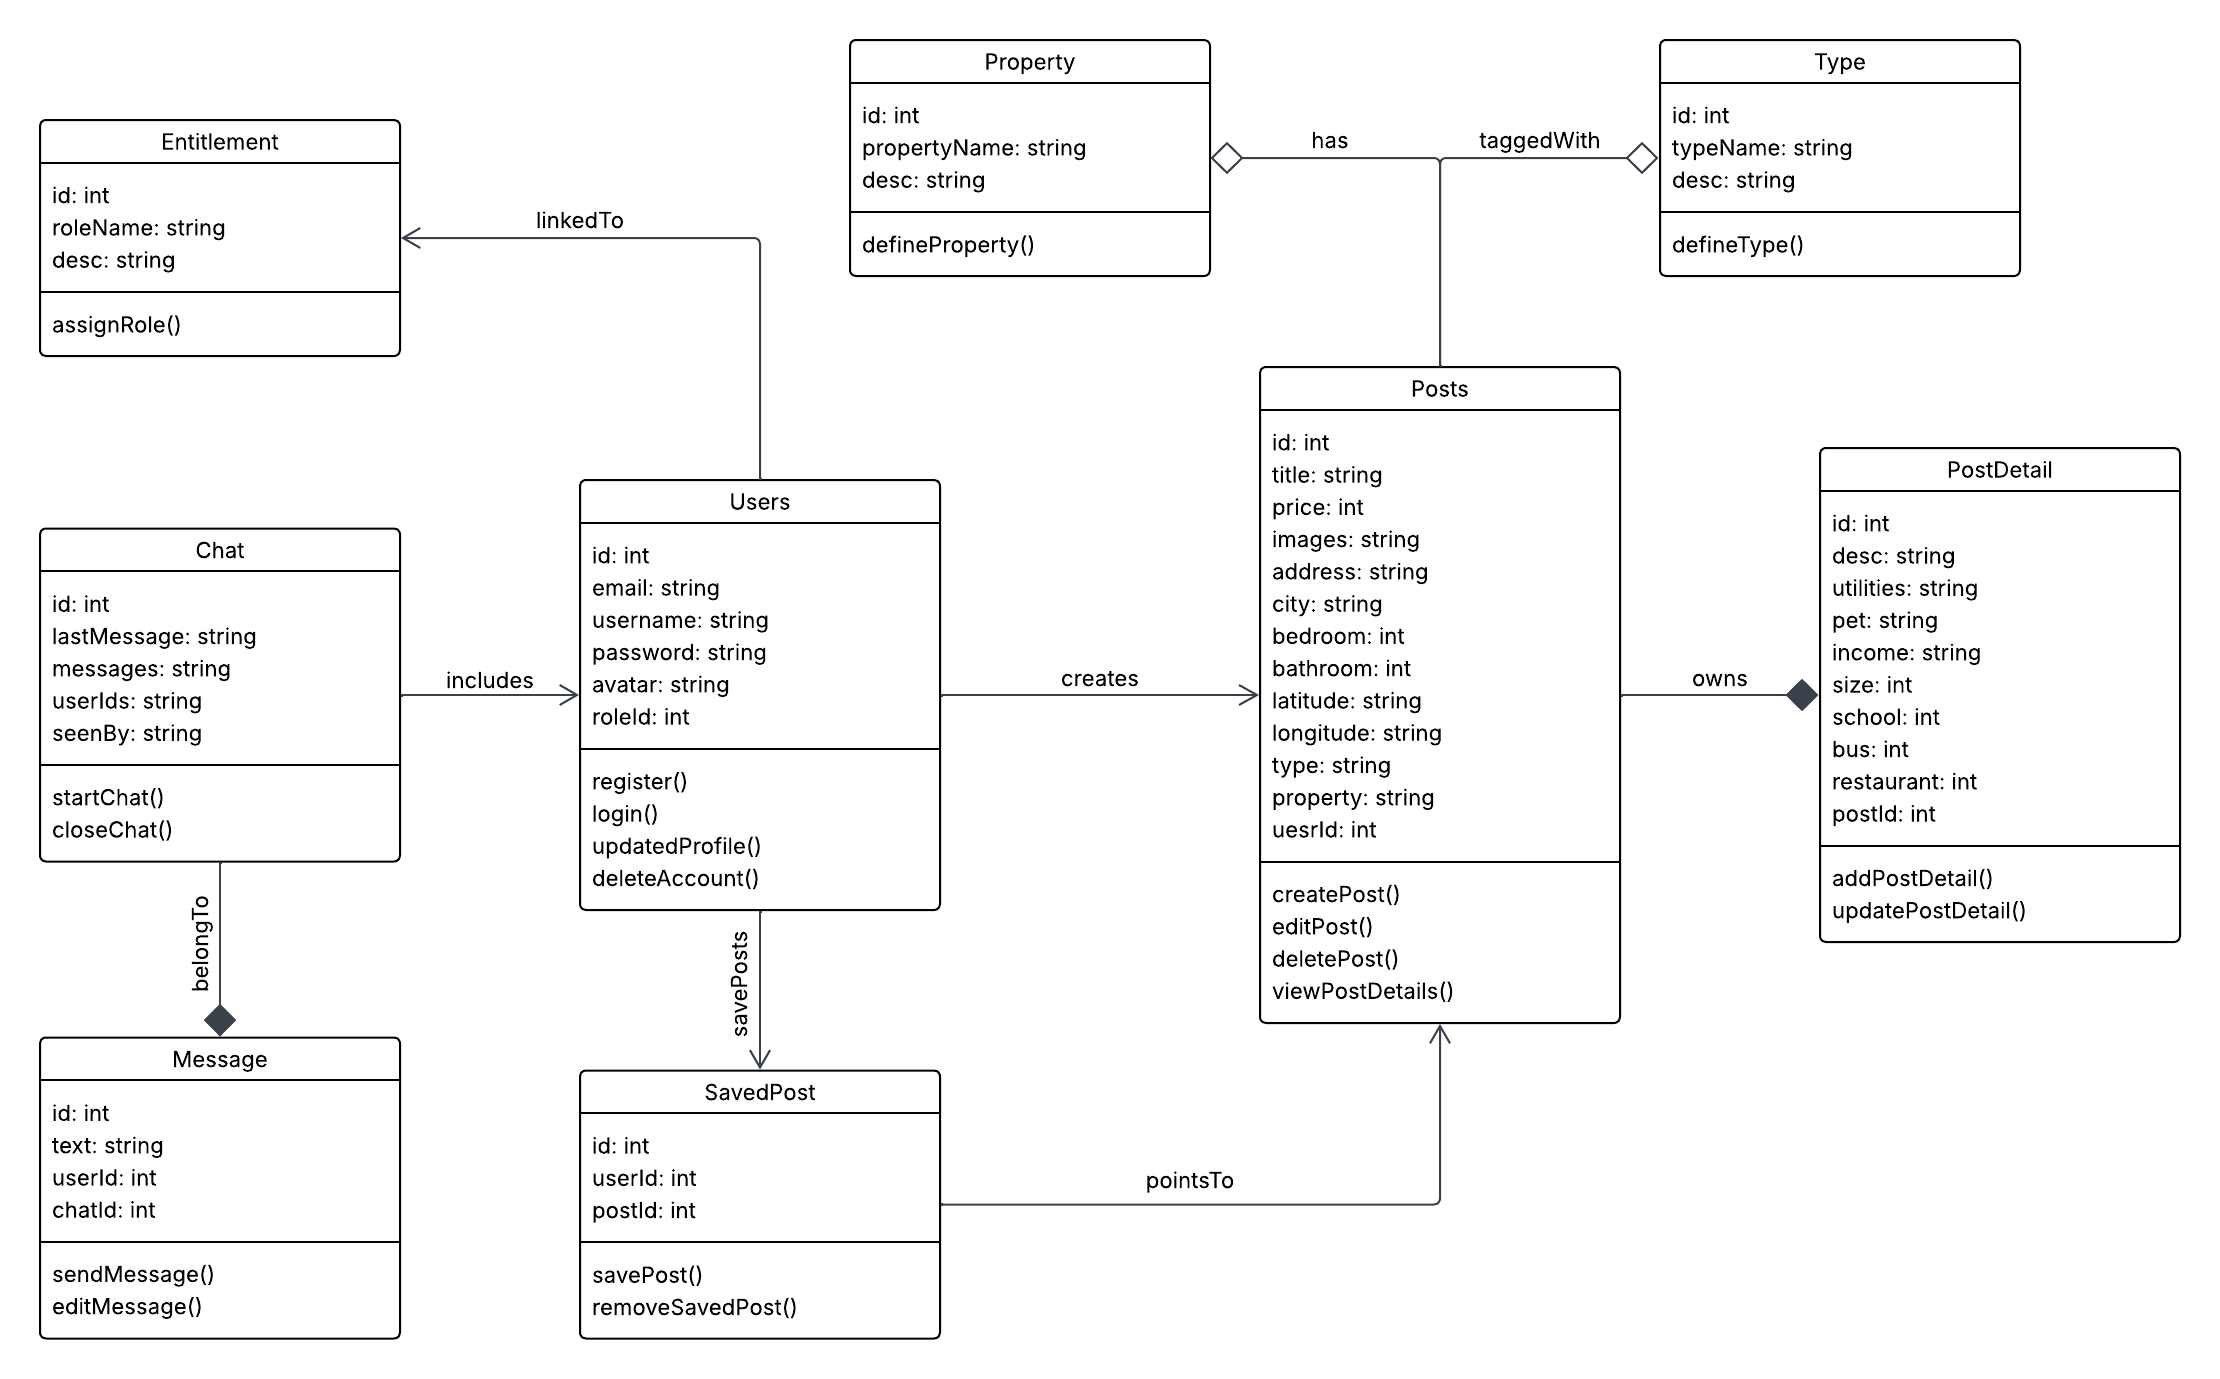 Property
id: int
propertyName: string
desc: string
defineProperty()
has
taggedWith
Type
id: int
typeName: string
desc: string
defineType()
Entitlement
id: int
roleName: string
desc: string
assignRole()
linkedTo
Chat
id: int
lastMessage: string
messages: string
userIds: string
seenBy: string
startChat()
closeChat()
includes
Users
id: int
email: string
username: string
password: string
avatar: string
roleId: int
register()
login()
updatedProfile()
deleteAccount()
creates
Posts
id: int
title: string
price: int
images: string
address: string
city: string
bedroom: int
bathroom: int
latitude: string
longitude: string
type: string
property: string
uesrId: int
createPost()
editPost()
deletePost()
viewPostDetails()
owns
PostDetail
id: int
desc: string
utilities: string
pet: string
income: string
size: int
school: int
bus: int
restaurant: int
postId: int
addPostDetail()
updatePostDetail()
belongTo
savePosts
Message
id: int
text: string
userId: int
chatId: int
sendMessage()
editMessage()
SavedPost
id: int
userId: int
postId: int
savePost()
removeSavedPost()
pointsTo